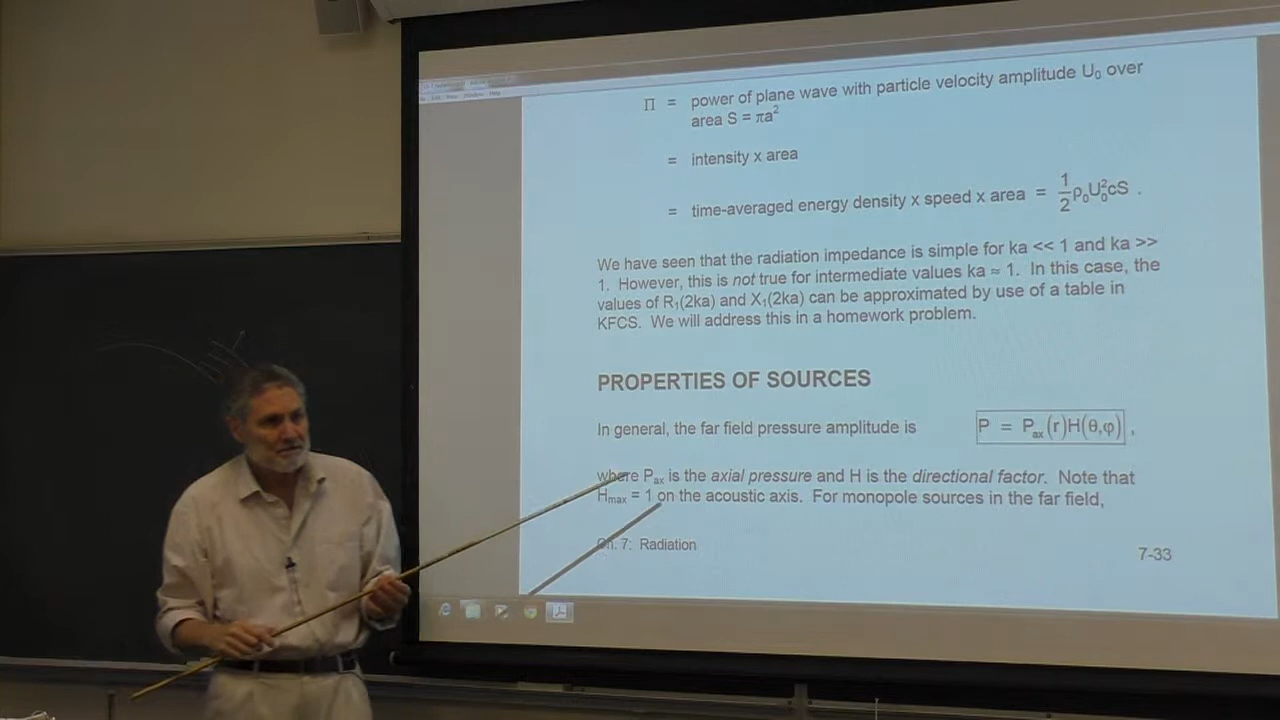 Π = power of plane wave with particle velocity amplitude U₀ over
area S = πa²
= intensity x area
= time-averaged energy density x speed x area = 1/2 ρ₀U₀²cS .
We have seen that the radiation impedance is simple for ka << 1 and ka >>
1. However, this is not true for intermediate values ka ≈ 1. In this case, the
values of R₁(2ka) and X₁(2ka) can be approximated by use of a table in
KFCS. We will address this in a homework problem.
PROPERTIES OF SOURCES
In general, the far field pressure amplitude is P = Pₐₓ(r)H(θ,φ) ,
where Pₐₓ is the axial pressure and H is the directional factor. Note that
Hₘₐₓ = 1 on the acoustic axis. For monopole sources in the far field,
Ch. 7: Radiation 7-33